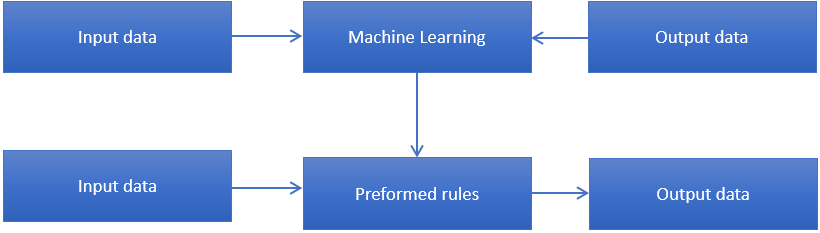 Input data
Machine Learning
Output data
Input data
Preformed rules
Output data